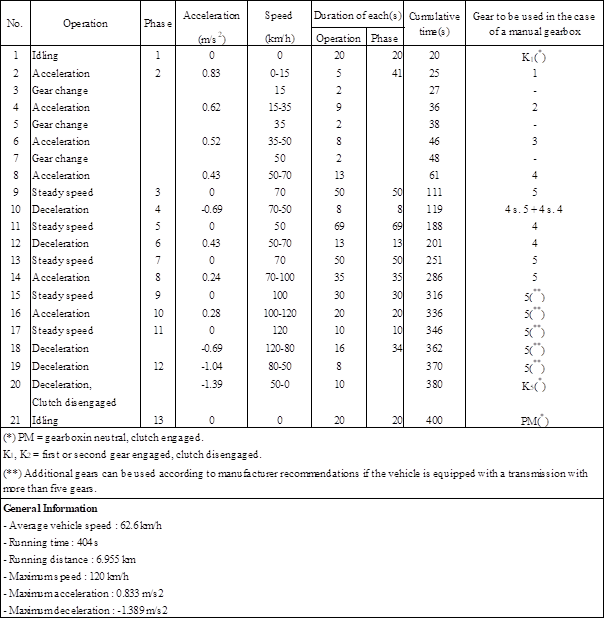 No. Operation Phase Acceleration (m/s²) Speed (km/h) Duration of each(s) Operation Phase Cumulative time(s) Gear to be used in the case of a manual gearbox
1 Idling 1 0 0 20 20 20 K₁(*)
2 Acceleration 2 0.83 0-15 5 41 25 1
3 Gear change 15 2 27 -
4 Acceleration 0.62 15-35 9 36 2
5 Gear change 35 2 38 -
6 Acceleration 0.52 35-50 8 46 3
7 Gear change 50 2 48 -
8 Acceleration 0.43 50-70 13 61 4
9 Steady speed 3 0 70 50 50 111 5
10 Deceleration 4 -0.69 70-50 8 8 119 4 s. 5 + 4 s. 4
11 Steady speed 5 0 50 69 69 188 4
12 Deceleration 6 0.43 50-70 13 13 201 4
13 Steady speed 7 0 70 50 50 251 5
14 Acceleration 8 0.24 70-100 35 35 286 5
15 Steady speed 9 0 100 30 30 316 5(**)
16 Acceleration 10 0.28 100-120 20 20 336 5(**)
17 Steady speed 11 0 120 10 10 346 5(**)
18 Deceleration -0.69 120-80 16 34 362 5(**)
19 Deceleration 12 -1.04 80-50 8 370 5(**)
20 Deceleration, -1.39 50-0 10 380 K₅(*)
Clutch disengaged
21 Idling 13 0 0 20 20 400 PM(*)
(*) PM = gearbox in neutral, clutch engaged.
K₁, K₂ = first or second gear engaged, clutch disengaged.
(**) Additional gears can be used according to manufacturer recommendations if the vehicle is equipped with a transmission with
more than five gears.
General Information
- Average vehicle speed : 62.6 km/h
- Running time : 404 s
- Running distance : 6.955 km
- Maximum speed : 120 km/h
- Maximum acceleration : 0.833 m/s2
- Maximum deceleration : -1.389 m/s2